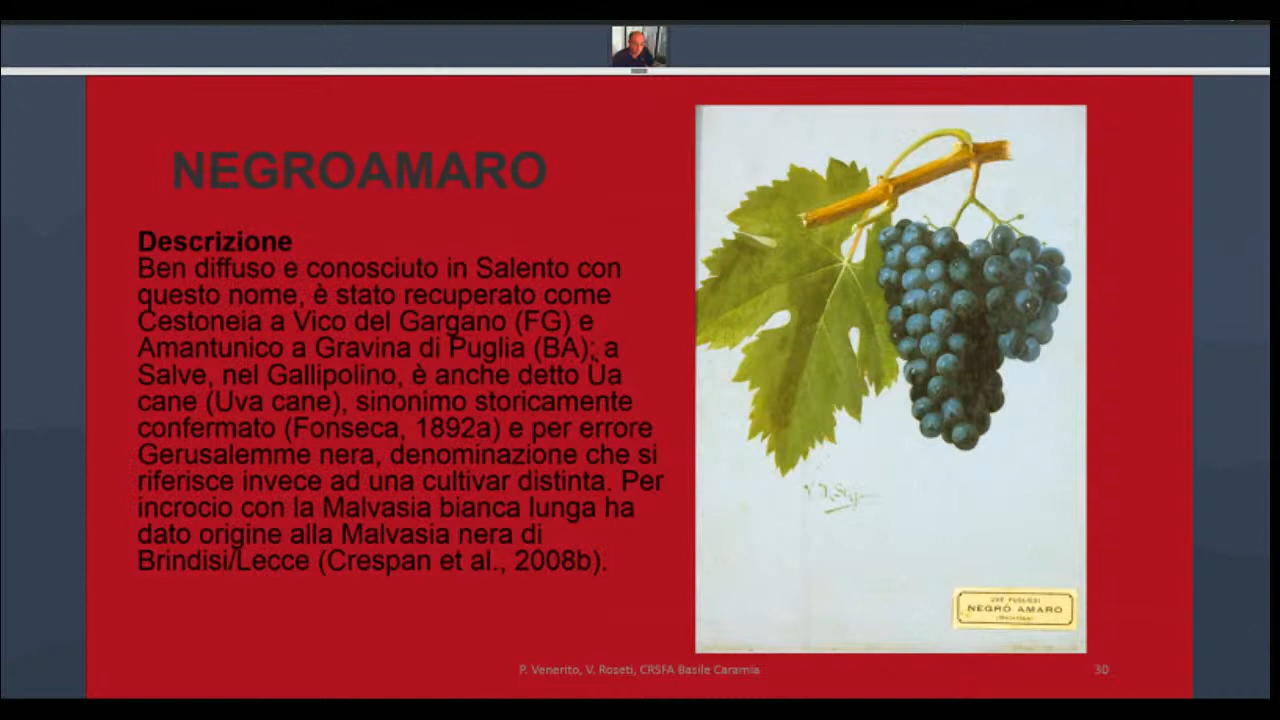 NEGROAMARO
Descrizione
Ben diffuso e conosciuto in Salento con
questo nome, è stato recuperato come
Cestoneia a Vico del Gargano (FG) e
Amantunico a Gravina di Puglia (BA); a
Salve, nel Gallipolino, è anche detto Ua
cane (Uva cane), sinonimo storicamente
confermato (Fonseca, 1892a) e per errore
Gerusalemme nera, denominazione che si
riferisce invece ad una cultivar distinta. Per
incrocio con la Malvasia bianca lunga ha
dato origine alla Malvasia nera di
Brindisi/Lecce (Crespan et al., 2008b).
UVE PUGLIESI
NEGRO AMARO
P. Venerito, V. Roseti, CRSFA Basile Caramia
30